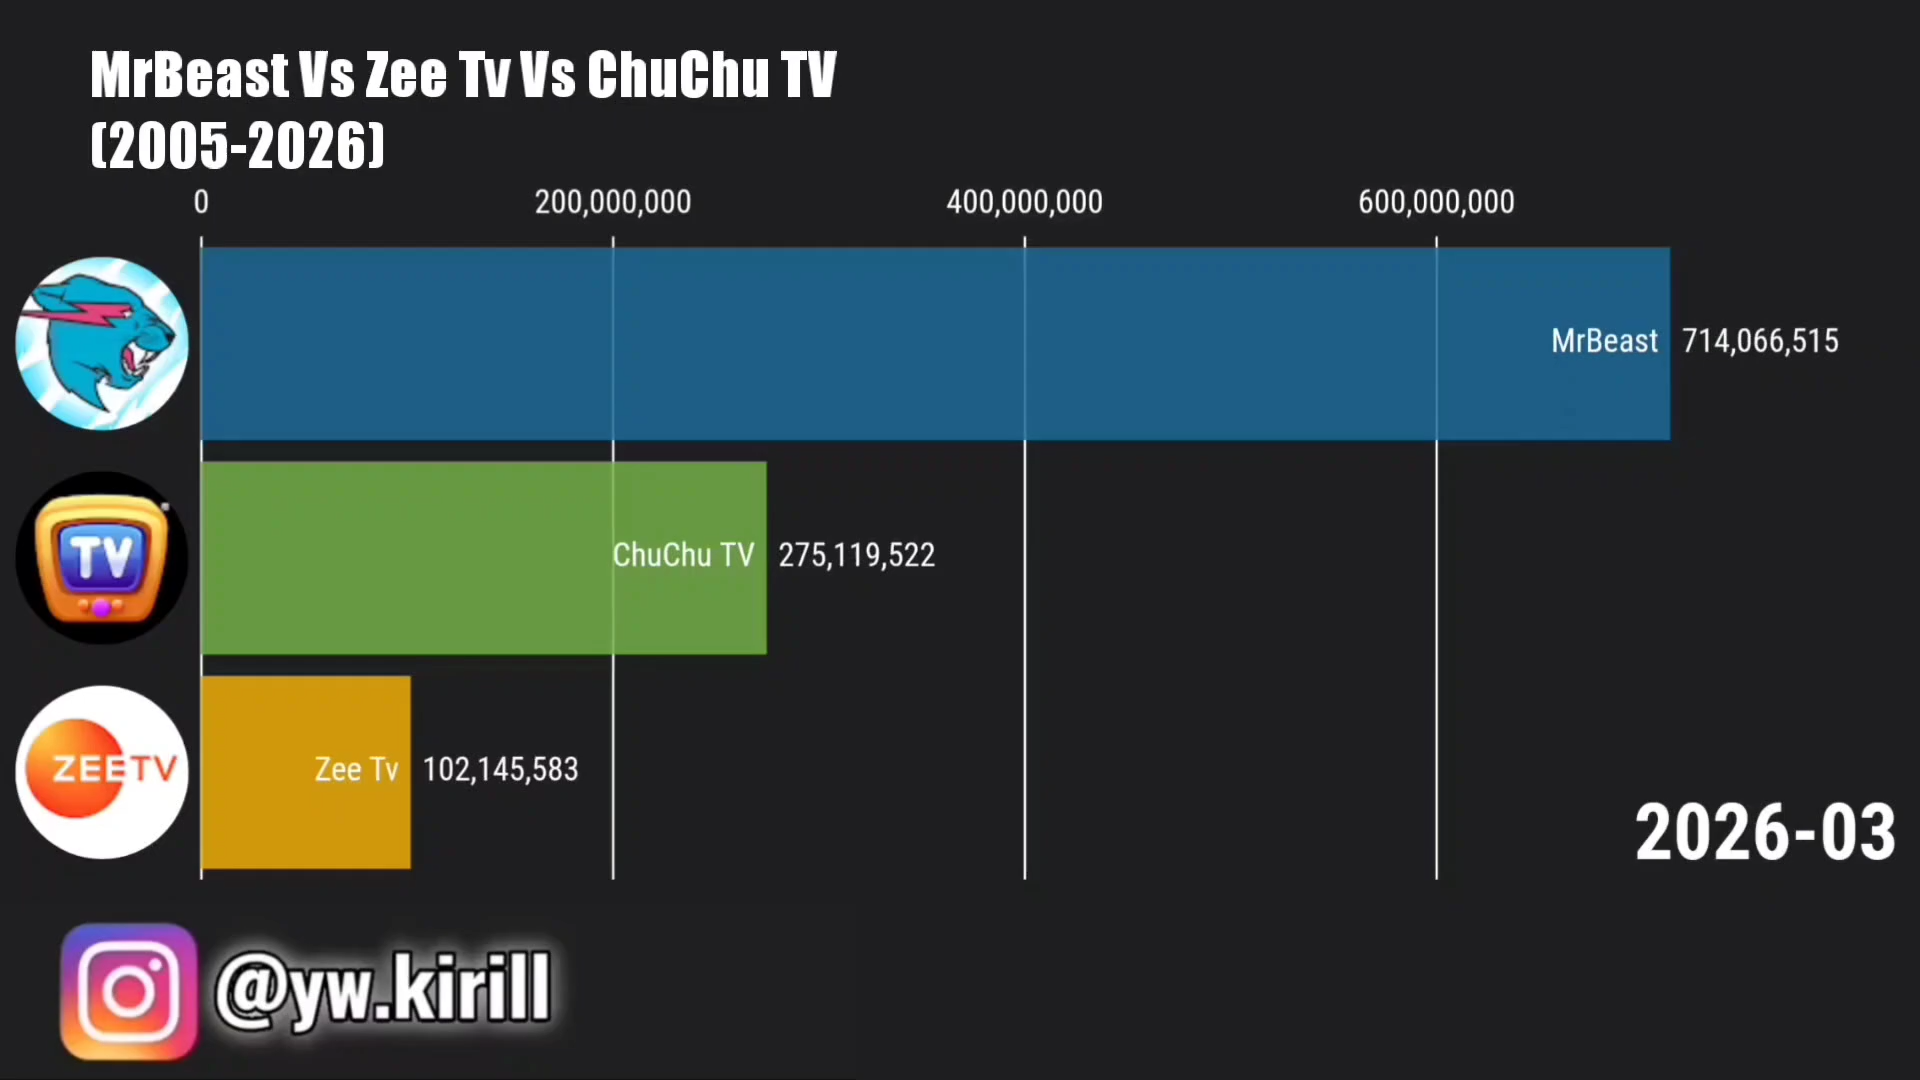 MrBeast Vs Zee Tv Vs ChuChu TV
(2005-2026)
0 200,000,000 400,000,000 600,000,000
MrBeast 714,066,515
TV
ChuChu TV 275,119,522
ZEETV
Zee Tv 102,145,583
2026-03
@yw.kirill